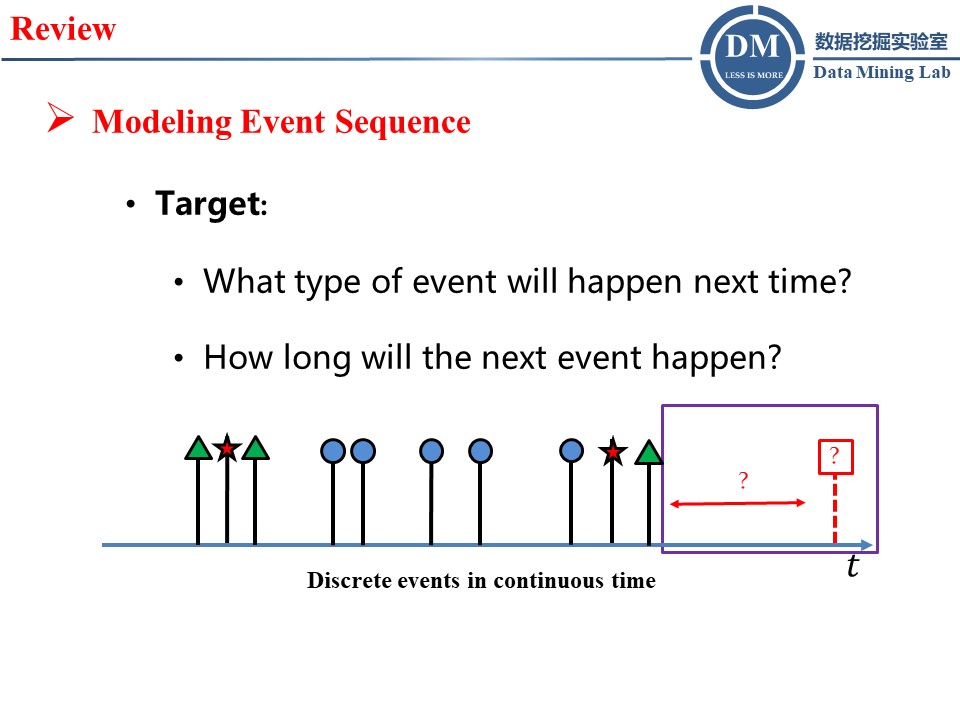 Review
DM
LESS IS MORE
数据挖掘实验室
Data Mining Lab
➢ Modeling Event Sequence
• Target:
• What type of event will happen next time?
• How long will the next event happen?
?
?
t
Discrete events in continuous time